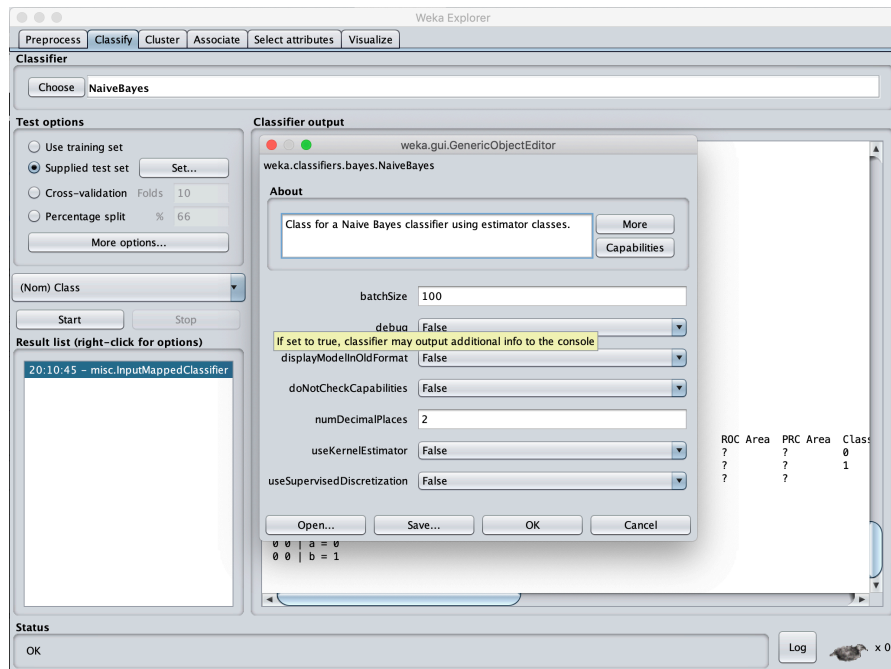 Weka Explorer
Preprocess Classify Cluster Associate Select attributes Visualize
Classifier
Choose NaiveBayes
Test options
Use training set
Supplied test set Set...
Cross-validation Folds 10
Percentage split % 66
More options...
(Nom) Class
Start Stop
Result list (right-click for options)
20:10:45 – misc.InputMappedClassifier
Classifier output
weka.gui.GenericObjectEditor
weka.classifiers.bayes.NaiveBayes
About
Class for a Naive Bayes classifier using estimator classes.
More
Capabilities
batchSize 100
debug False
If set to true, classifier may output additional info to the console
displayModelInOldFormat False
doNotCheckCapabilities False
numDecimalPlaces 2
useKernelEstimator False
useSupervisedDiscretization False
Open... Save... OK Cancel
ROC Area PRC Area Class
? ? 0
? ? 1
? ?
0 0 | a = 0
0 0 | b = 1
Status
OK
Log
x 0